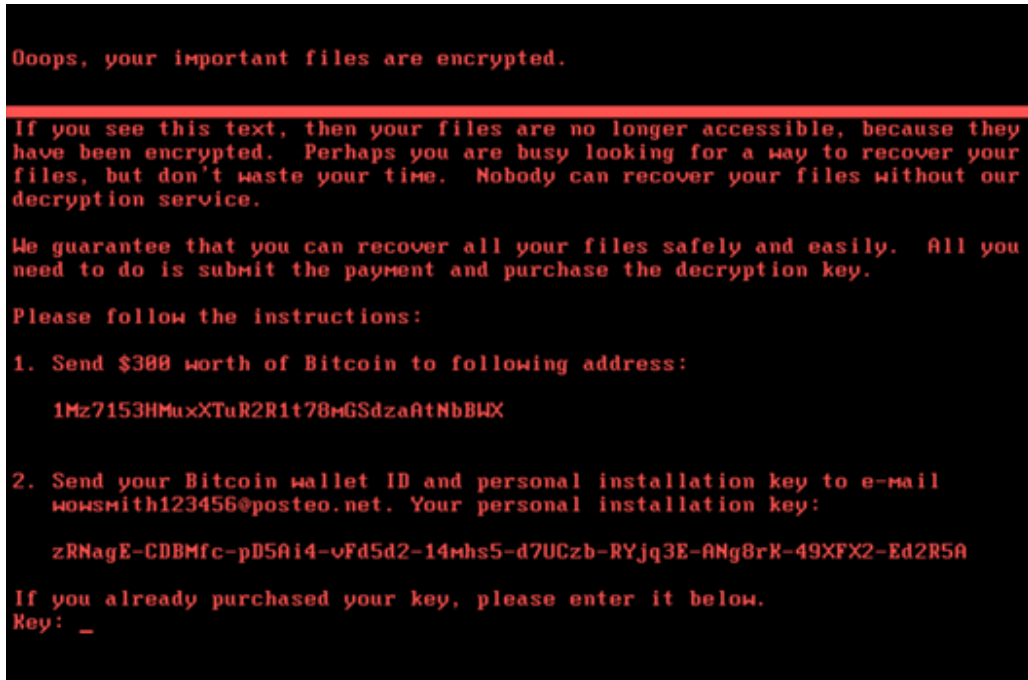 Ooops, your important files are encrypted.
If you see this text, then your files are no longer accessible, because they
have been encrypted.  Perhaps you are busy looking for a way to recover your
files, but don't waste your time.  Nobody can recover your files without our
decryption service.
We guarantee that you can recover all your files safely and easily.  All you
need to do is submit the payment and purchase the decryption key.
Please follow the instructions:
1. Send $300 worth of Bitcoin to following address:
1Mz7153HMuxXTuR2R1t78mGSdzaAtNbBWX
2. Send your Bitcoin wallet ID and personal installation key to e-mail
wowsmith123456@posteo.net. Your personal installation key:
zRNagE-CDBMfc-pD5Ai4-vFd5d2-14mhs5-d7UCzb-RYjq3E-ANg8rK-49XFX2-Ed2R5A
If you already purchased your key, please enter it below.
Key: _